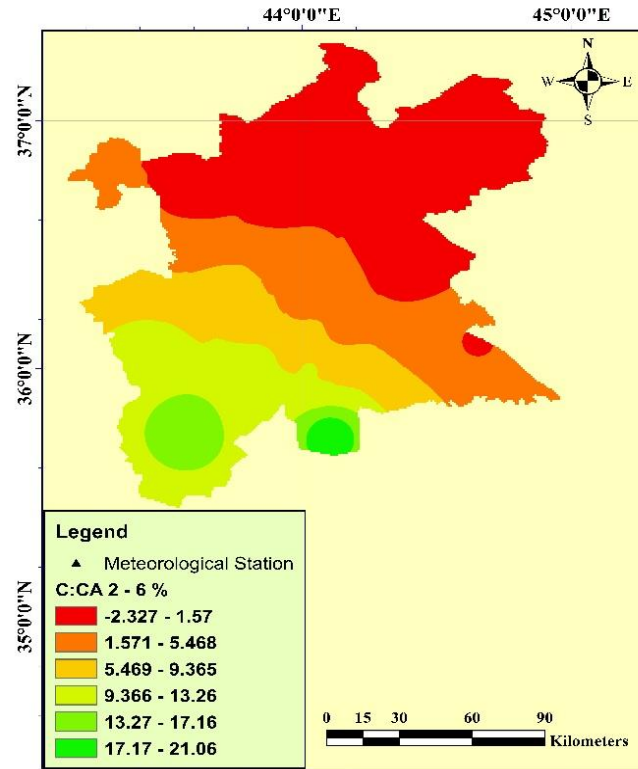 44°0'0"E 45°0'0"E
N
W E
S
37°0'0"N
36°0'0"N
35°0'0"N
Legend
Meteorological Station
C:CA 2 - 6 %
-2.327 - 1.57
1.571 - 5.468
5.469 - 9.365
9.366 - 13.26
13.27 - 17.16
17.17 - 21.06
0 15 30 60 90
Kilometers